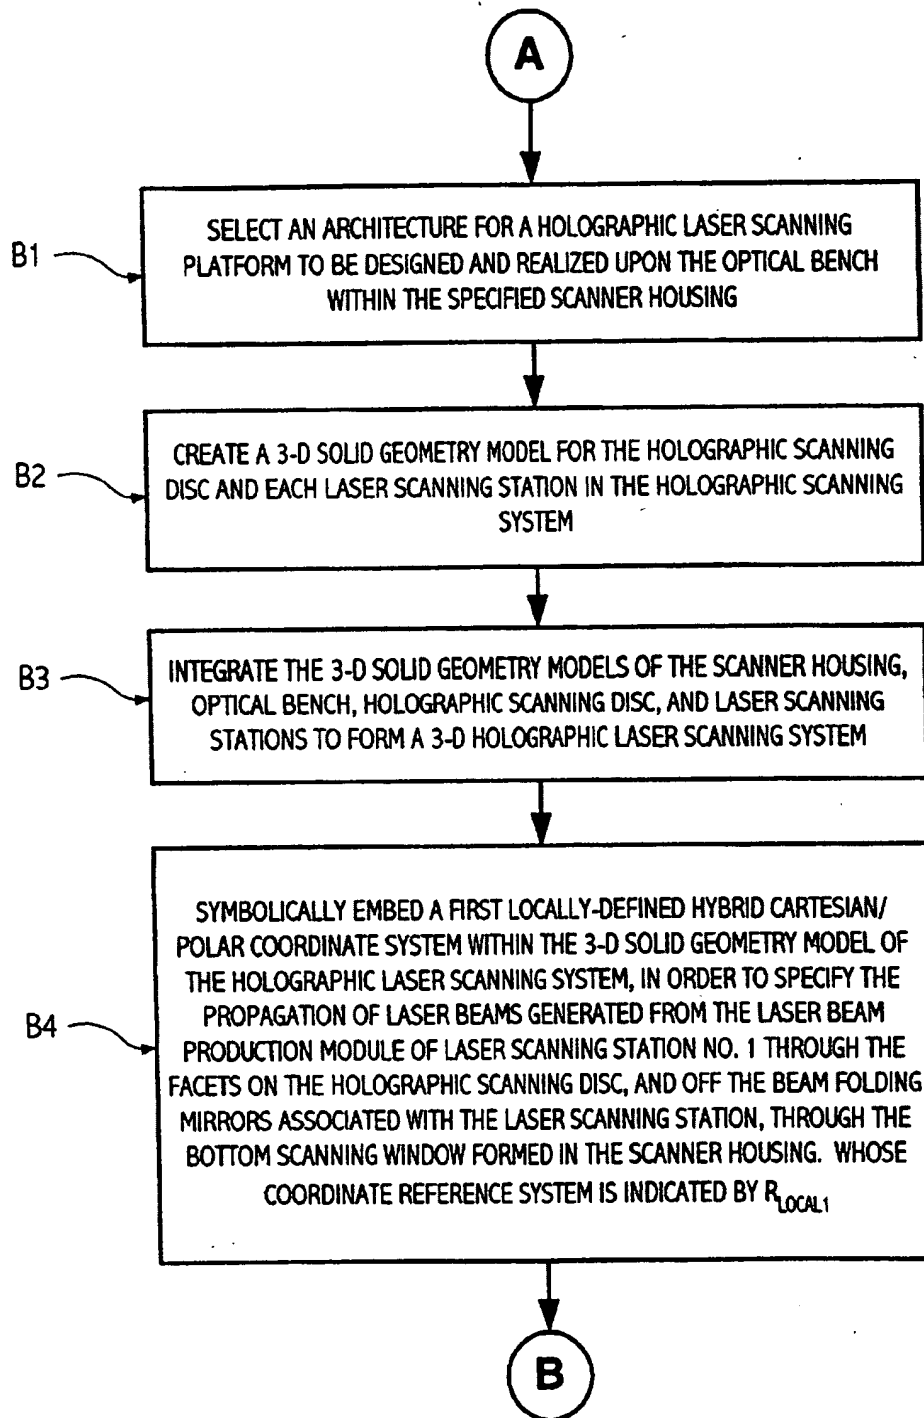 A
B1
SELECT AN ARCHITECTURE FOR A HOLOGRAPHIC LASER SCANNING
PLATFORM TO BE DESIGNED AND REALIZED UPON THE OPTICAL BENCH
WITHIN THE SPECIFIED SCANNER HOUSING
B2
CREATE A 3-D SOLID GEOMETRY MODEL FOR THE HOLOGRAPHIC SCANNING
DISC AND EACH LASER SCANNING STATION IN THE HOLOGRAPHIC SCANNING
SYSTEM
B3
INTEGRATE THE 3-D SOLID GEOMETRY MODELS OF THE SCANNER HOUSING,
OPTICAL BENCH, HOLOGRAPHIC SCANNING DISC, AND LASER SCANNING
STATIONS TO FORM A 3-D HOLOGRAPHIC LASER SCANNING SYSTEM
B4
SYMBOLICALLY EMBED A FIRST LOCALLY-DEFINED HYBRID CARTESIAN/
POLAR COORDINATE SYSTEM WITHIN THE 3-D SOLID GEOMETRY MODEL OF
THE HOLOGRAPHIC LASER SCANNING SYSTEM, IN ORDER TO SPECIFY THE
PROPAGATION OF LASER BEAMS GENERATED FROM THE LASER BEAM
PRODUCTION MODULE OF LASER SCANNING STATION NO. 1 THROUGH THE
FACETS ON THE HOLOGRAPHIC SCANNING DISC, AND OFF THE BEAM FOLDING
MIRRORS ASSOCIATED WITH THE LASER SCANNING STATION, THROUGH THE
BOTTOM SCANNING WINDOW FORMED IN THE SCANNER HOUSING. WHOSE
COORDINATE REFERENCE SYSTEM IS INDICATED BY R_LOCAL1
B